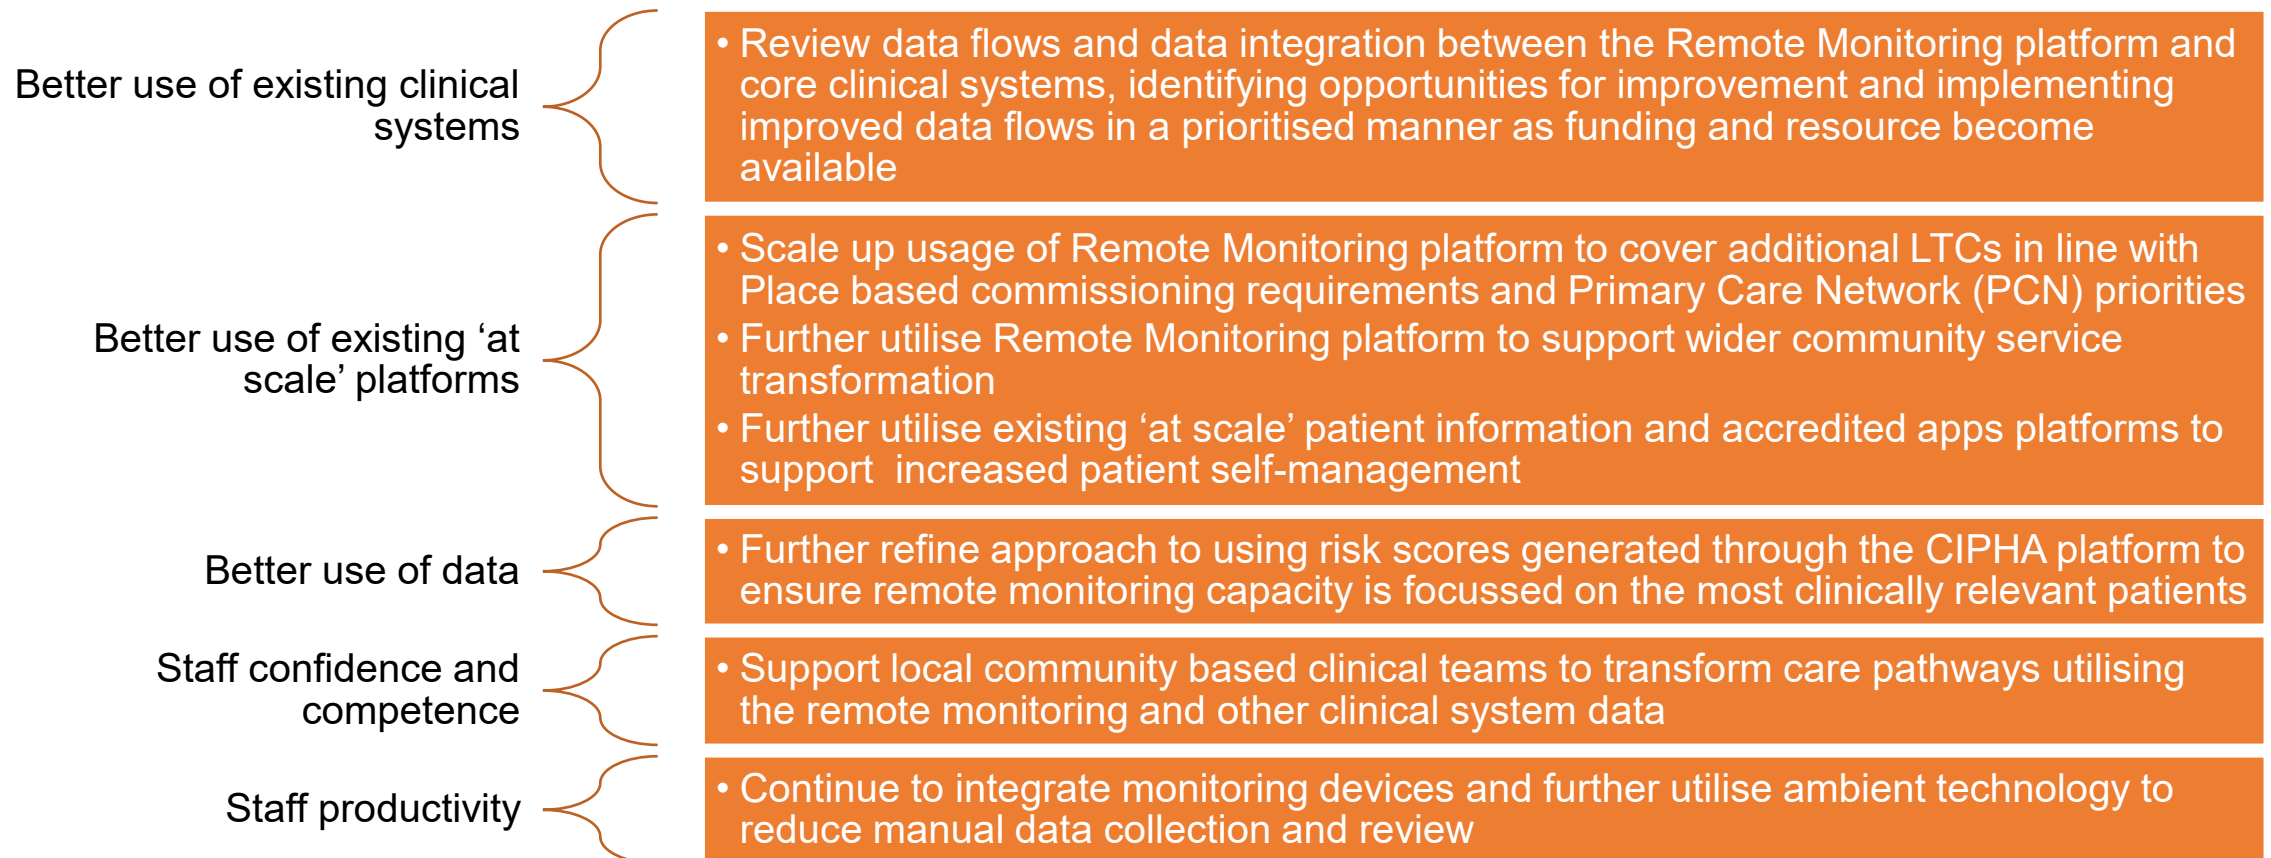 Better use of existing clinical
systems
• Review data flows and data integration between the Remote Monitoring platform and
core clinical systems, identifying opportunities for improvement and implementing
improved data flows in a prioritised manner as funding and resource become
available
Better use of existing ‘at
scale’ platforms
• Scale up usage of Remote Monitoring platform to cover additional LTCs in line with
Place based commissioning requirements and Primary Care Network (PCN) priorities
• Further utilise Remote Monitoring platform to support wider community service
transformation
• Further utilise existing ‘at scale’ patient information and accredited apps platforms to
support  increased patient self-management
Better use of data
• Further refine approach to using risk scores generated through the CIPHA platform to
ensure remote monitoring capacity is focussed on the most clinically relevant patients
Staff confidence and
competence
• Support local community based clinical teams to transform care pathways utilising
the remote monitoring and other clinical system data
Staff productivity
• Continue to integrate monitoring devices and further utilise ambient technology to
reduce manual data collection and review